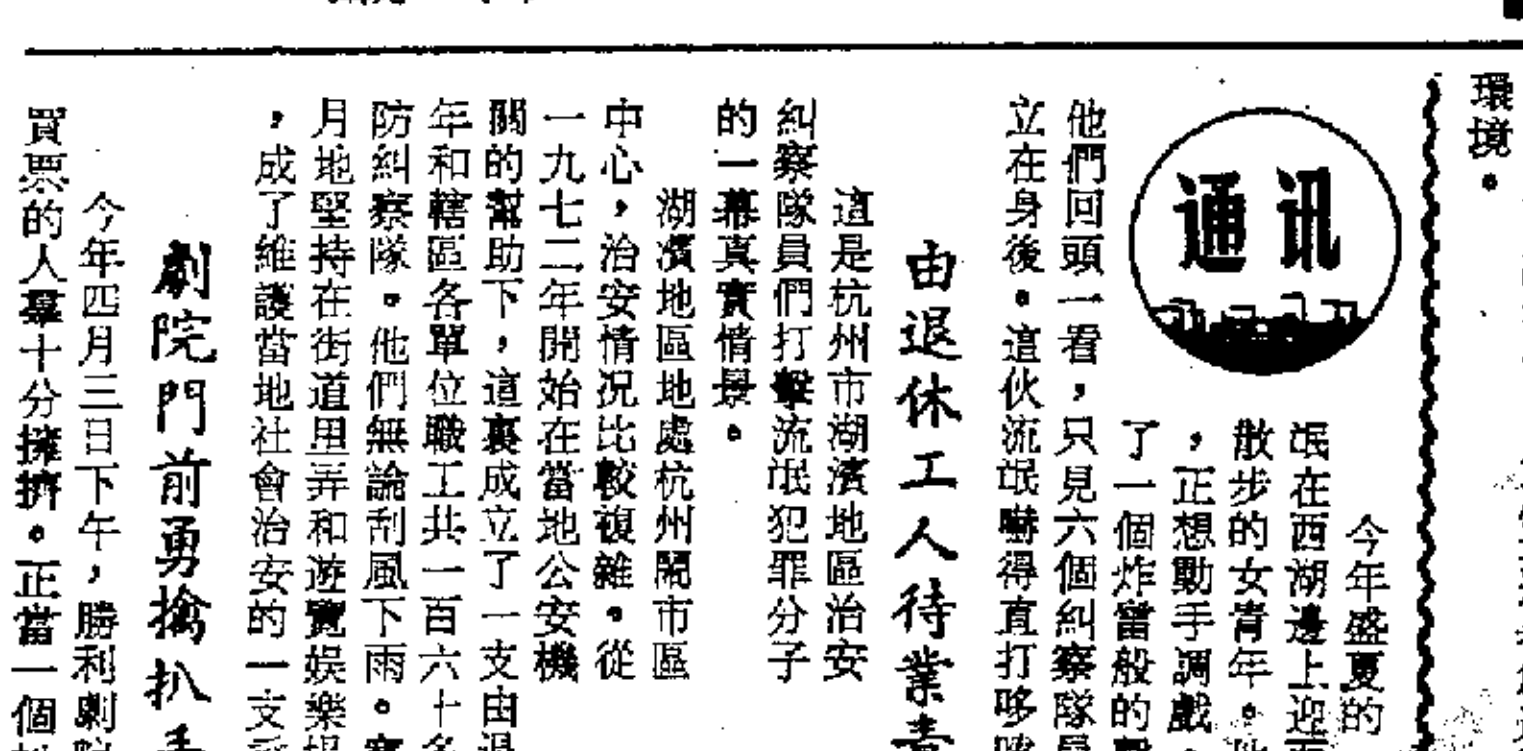 環境。
通讯
今年盛夏的
氓在西湖邊上迎面
散步的女青年。
，正想動手調戲，
了一個炸雷般的
他們回頭一看，只見六個糾察隊員
立在身後。這伙流氓嚇得直打哆
由退休工人待業青
這是杭州市湖濱地區治安
糾察隊員們打擊流氓犯罪分子
的一幕真實情景。
湖濱地區地處杭州鬧市區
中心，治安情況比較複雜。從
一九七二年開始在當地公安機
關的幫助下，這裏成立了一支由退
年和轄區各單位職工共一百六十多
防糾察隊。他們無論刮風下雨。寒
月地堅持在街道里弄和遊覽娛樂場
，成了維護當地社會治安的一支
劇院門前勇擒扒手
今年四月三日下午，勝利劇院
買票的人羣十分擁擠。正當一個